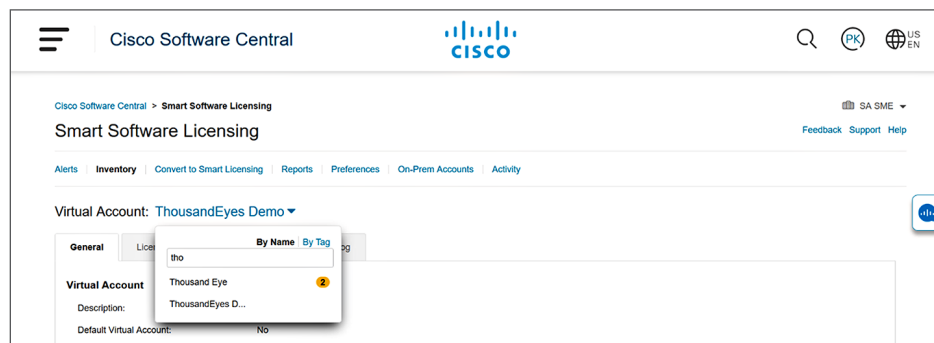 Cisco Software Central
CISCO
PK
US
EN
Cisco Software Central > Smart Software Licensing
SA SME
Smart Software Licensing
Feedback Support Help
Alerts Inventory Convert to Smart Licensing Reports Preferences On-Prem Accounts Activity
Virtual Account: ThousandEyes Demo
General Lice og
By Name By Tag
tho
Thousand Eye 2
ThousandEyes D...
Virtual Account
Description:
Default Virtual Account: No